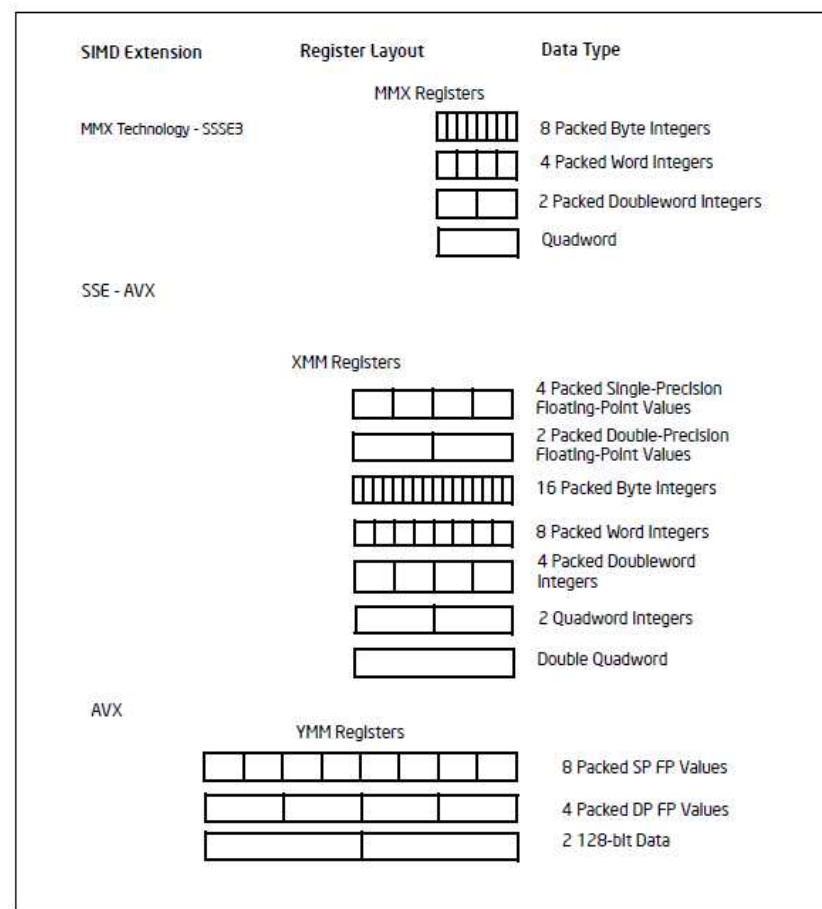 SIMD Extension
Register Layout
Data Type
MMX Registers
MMX Technology - SSSE3
8 Packed Byte Integers
4 Packed Word Integers
2 Packed Doubleword Integers
Quadword
SSE - AVX
XMM Registers
4 Packed Single-Precision
Floating-Point Values
2 Packed Double-Precision
Floating-Point Values
16 Packed Byte Integers
8 Packed Word Integers
4 Packed Doubleword
Integers
2 Quadword Integers
Double Quadword
AVX
YMM Registers
8 Packed SP FP Values
4 Packed DP FP Values
2 128-bit Data